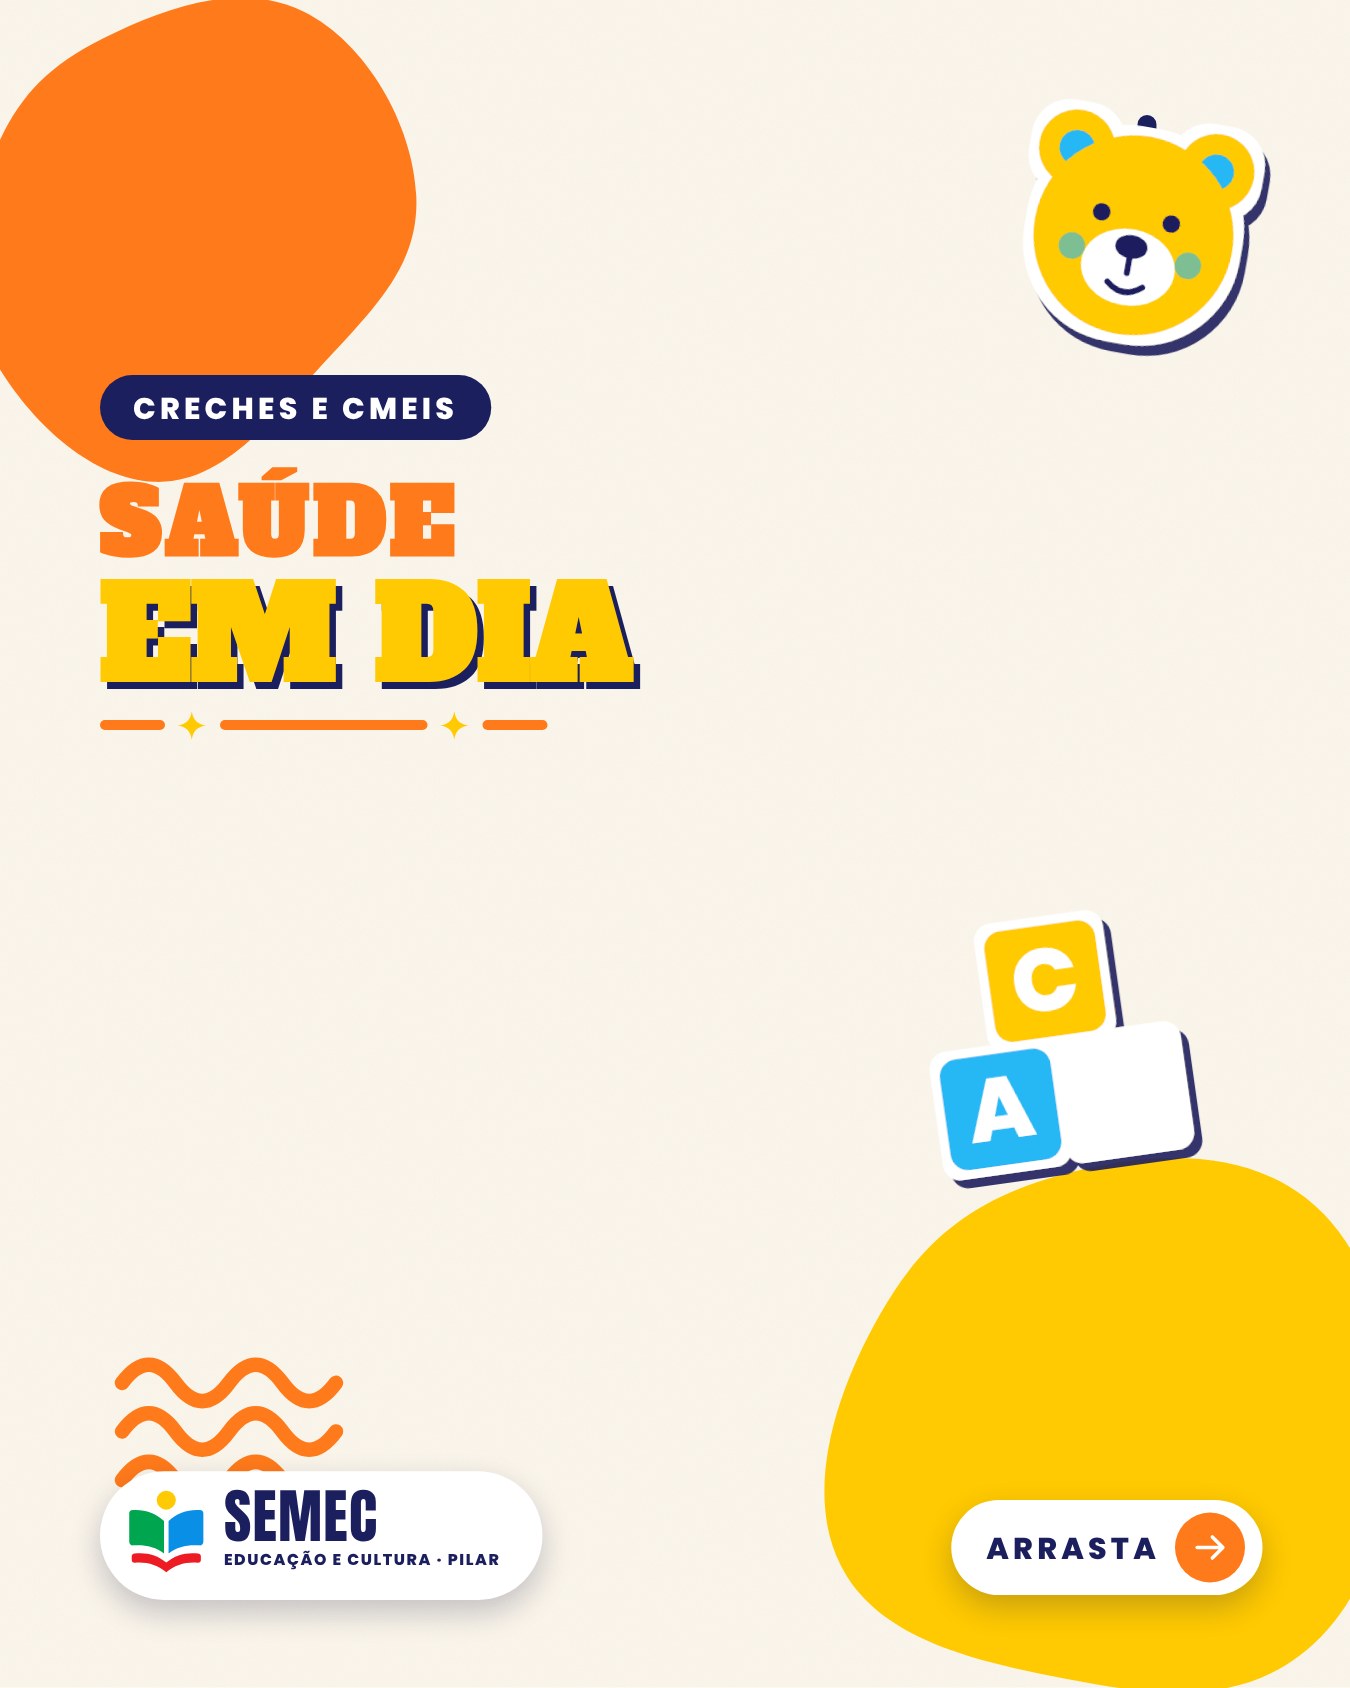 CRECHES E CMEIS
SAÚDE
EM DIA
C
A
SEMEC
EDUCAÇÃO E CULTURA · PILAR
ARRASTA